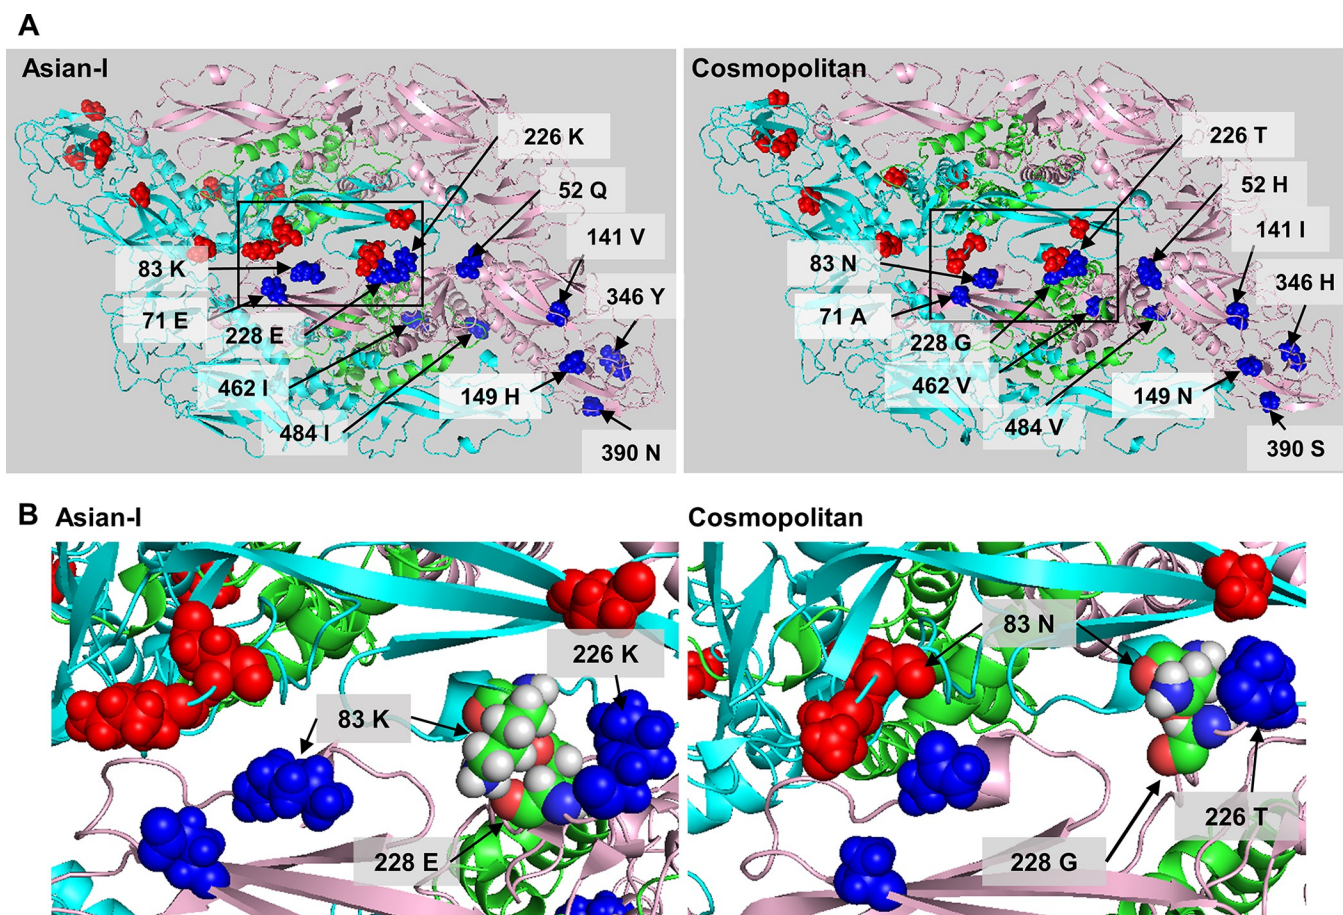 A
Asian-I
226 K
52 Q
141 V
83 K
346 Y
71 E
228 E
462 I
149 H
484 I
390 N
Cosmopolitan
226 T
52 H
141 I
83 N
346 H
71 A
228 G
462 V
149 N
484 V
390 S
B
Asian-I
226 K
83 K
228 E
Cosmopolitan
83 N
226 T
228 G